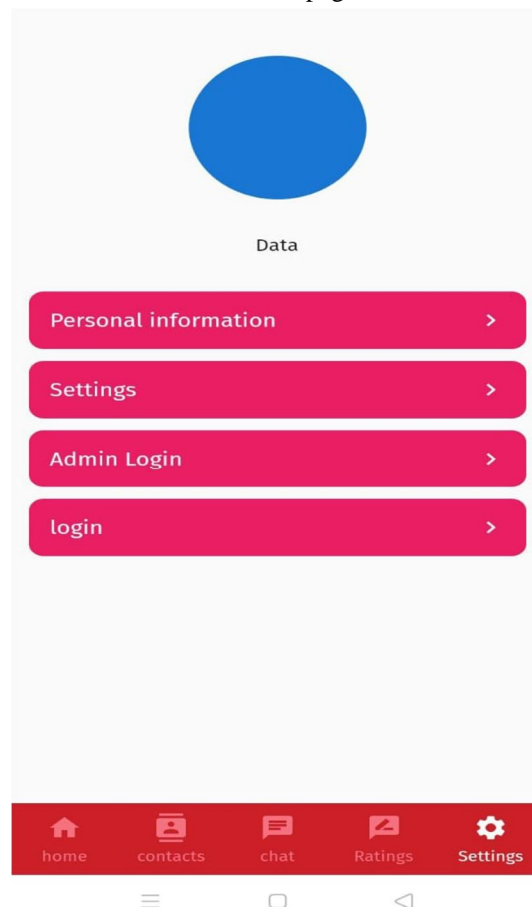 Data
Personal information
Settings
Admin Login
login
home contacts chat Ratings Settings